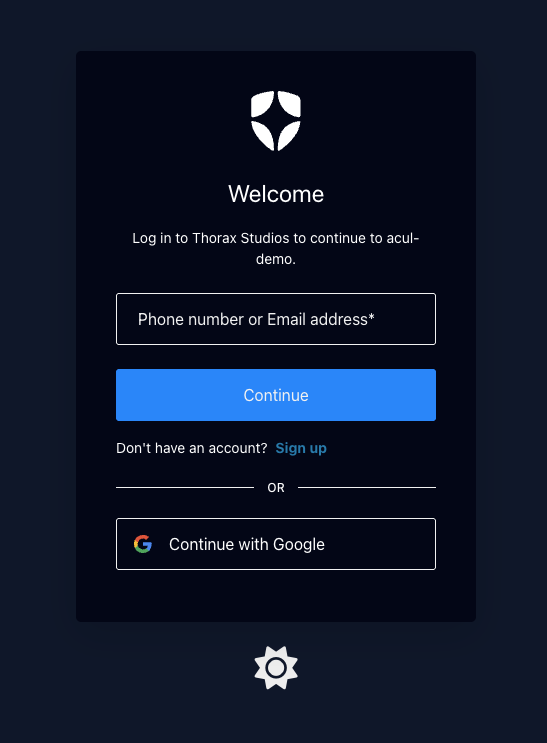 Welcome
Log in to Thorax Studios to continue to acul-
demo.
Phone number or Email address*
Continue
Don't have an account? Sign up
OR
Continue with Google